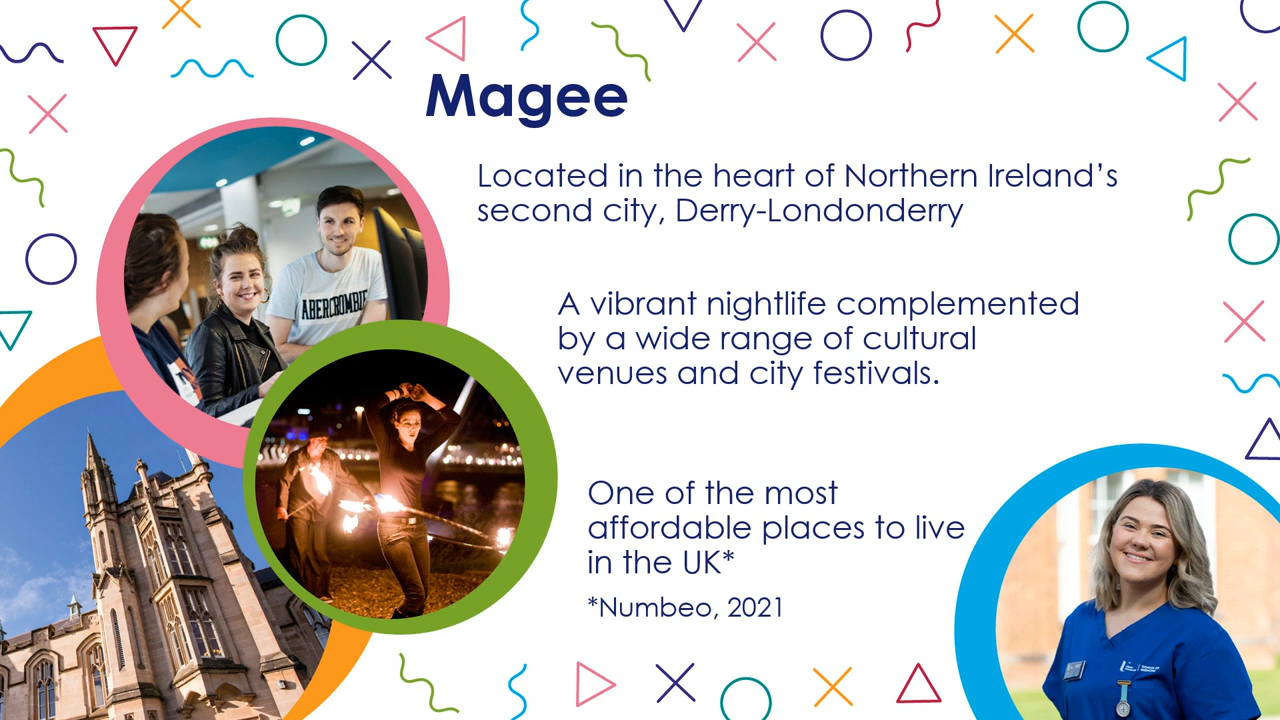 Magee
Located in the heart of Northern Ireland’s
second city, Derry-Londonderry
A vibrant nightlife complemented
by a wide range of cultural
venues and city festivals.
One of the most
affordable places to live
in the UK*
*Numbeo, 2021
ABERCROMBIE